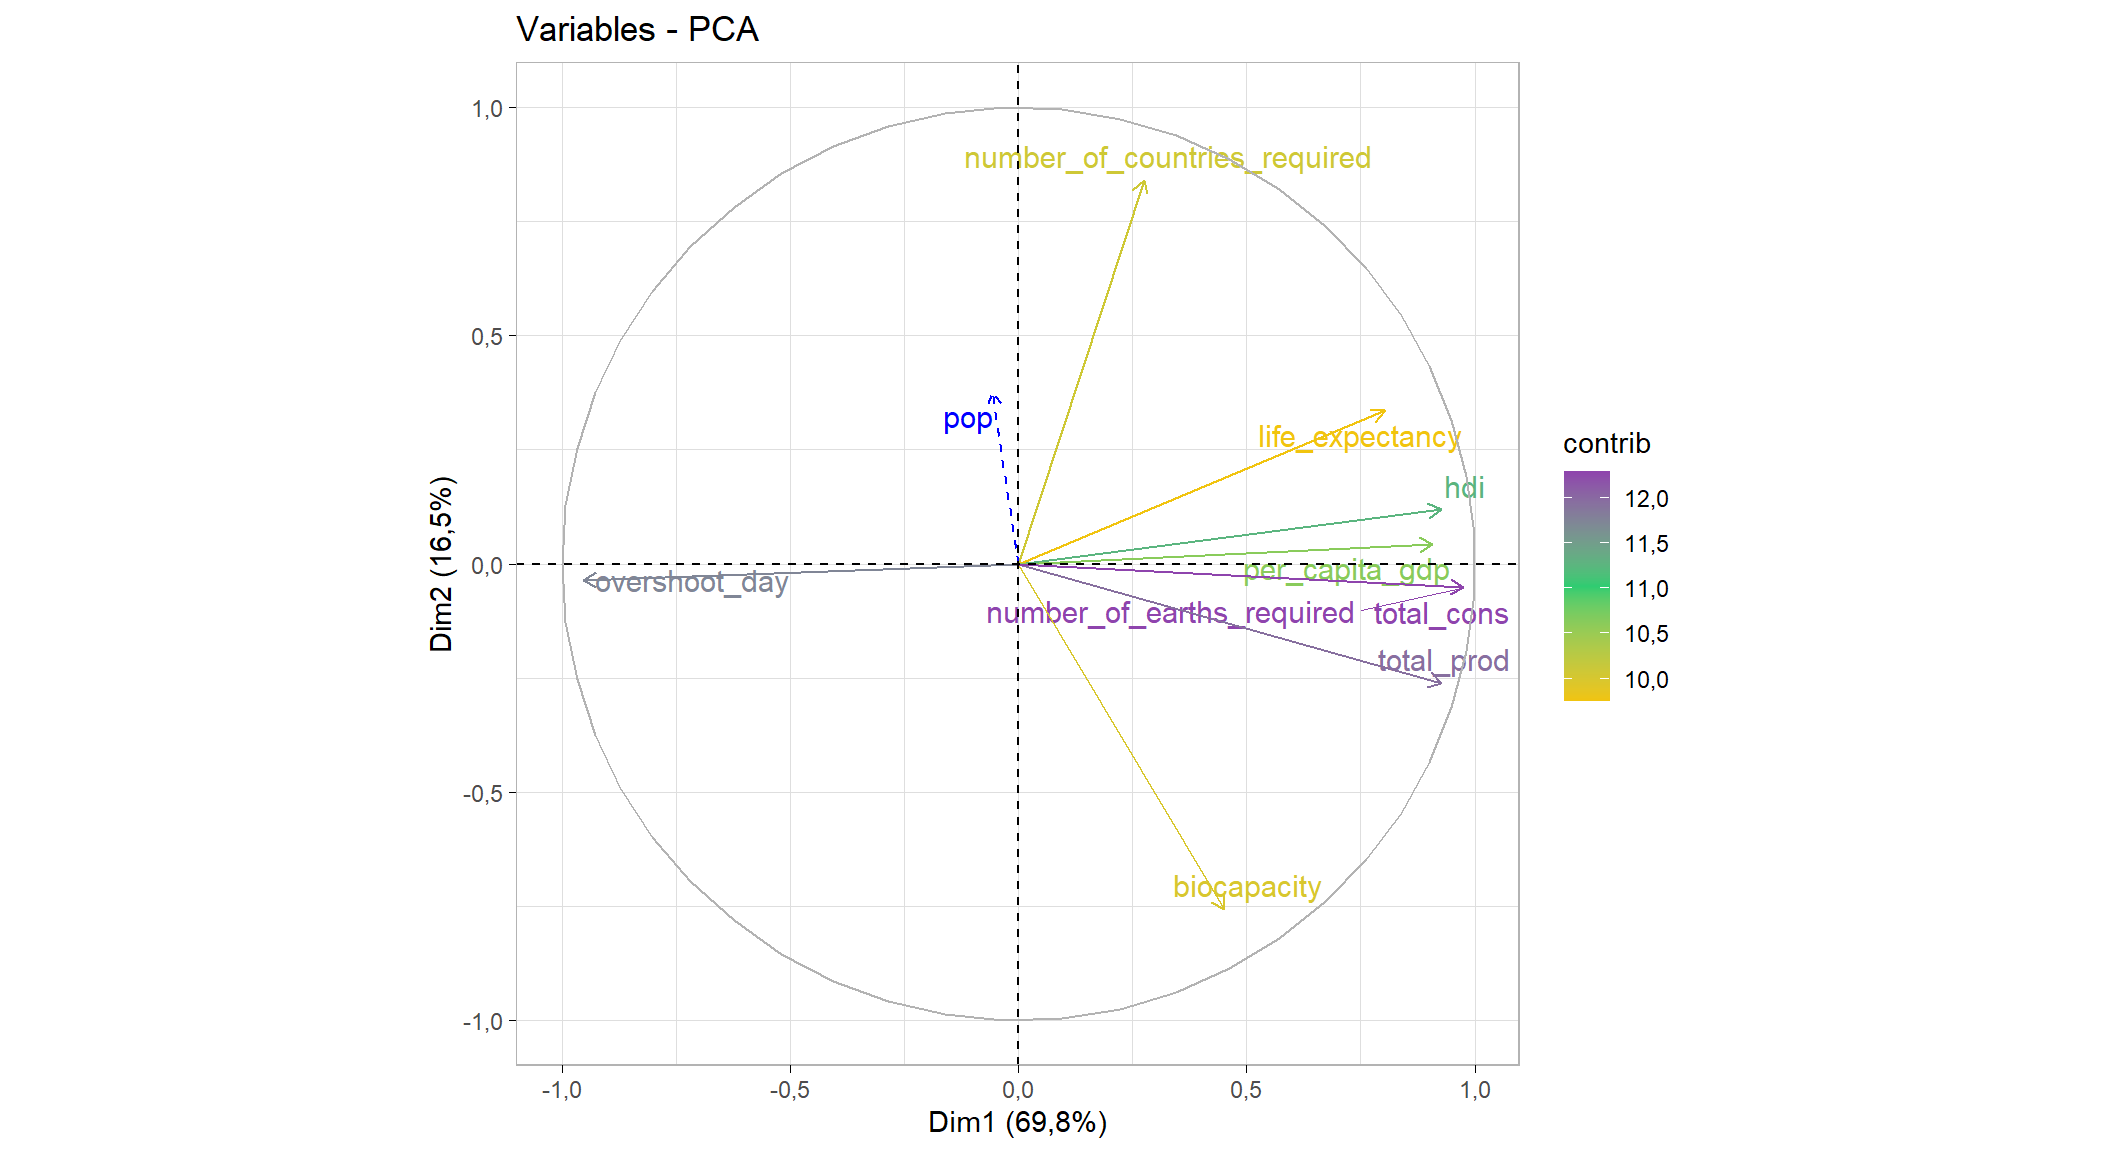 Variables - PCA
1,0
number_of_countries_required
0,5
pop
life_expectancy
hdi
contrib
12,0
11,5
11,0
10,5
10,0
Dim2 (16,5%)
0,0
overshoot_day
per_capita_gdp
number_of_earths_required
total_cons
total_prod
-0,5
biocapacity
-1,0
-1,0
-0,5
0,0
0,5
1,0
Dim1 (69,8%)